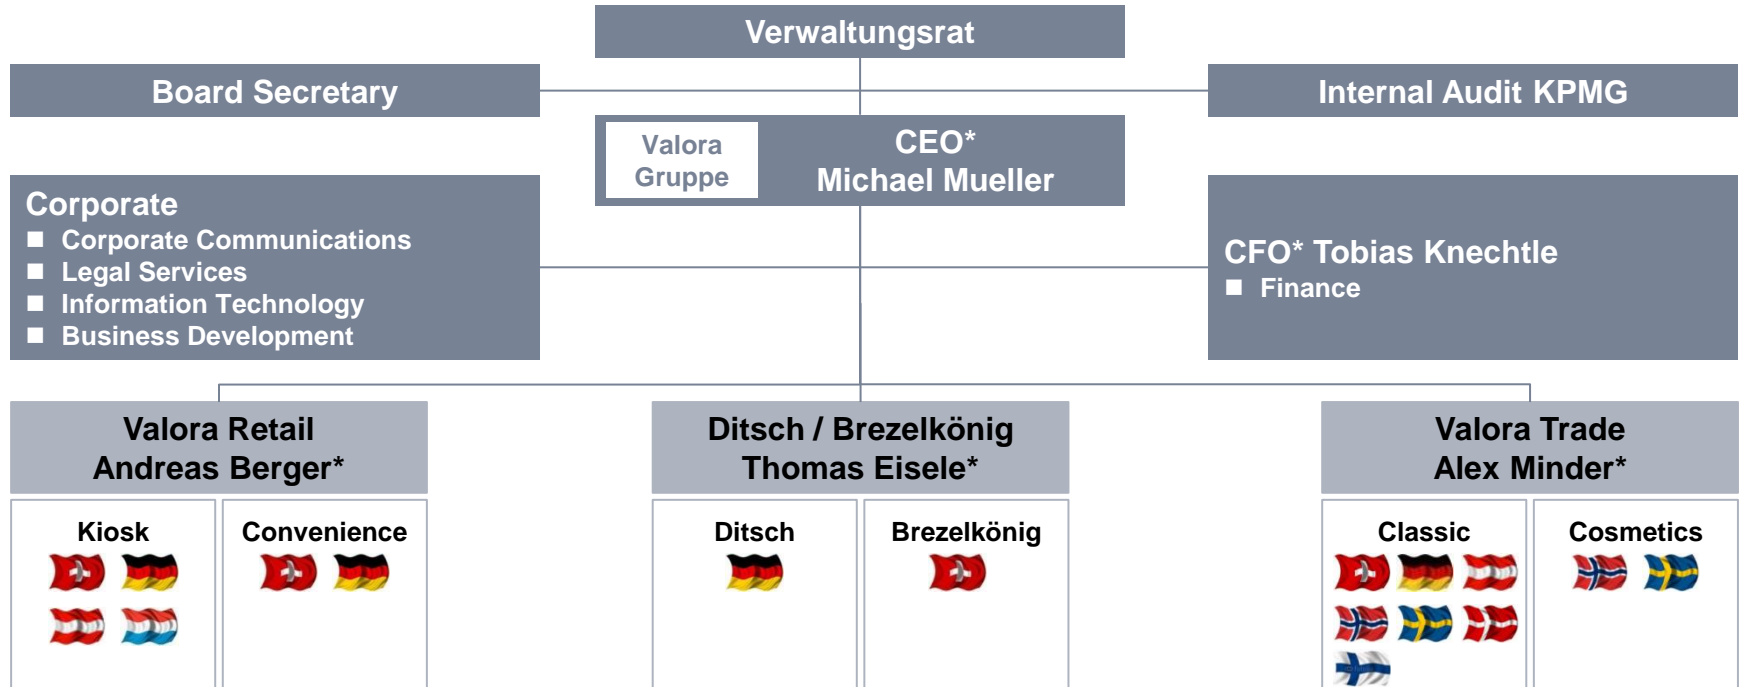 Verwaltungsrat
Board Secretary
Internal Audit KPMG
Valora
Gruppe
CEO*
Michael Mueller
Corporate
Corporate Communications
Legal Services
Information Technology
Business Development
CFO* Tobias Knechtle
Finance
Valora Retail
Andreas Berger*
Ditsch / Brezelkönig
Thomas Eisele*
Valora Trade
Alex Minder*
Kiosk
Convenience
Ditsch
Brezelkönig
Classic
Cosmetics